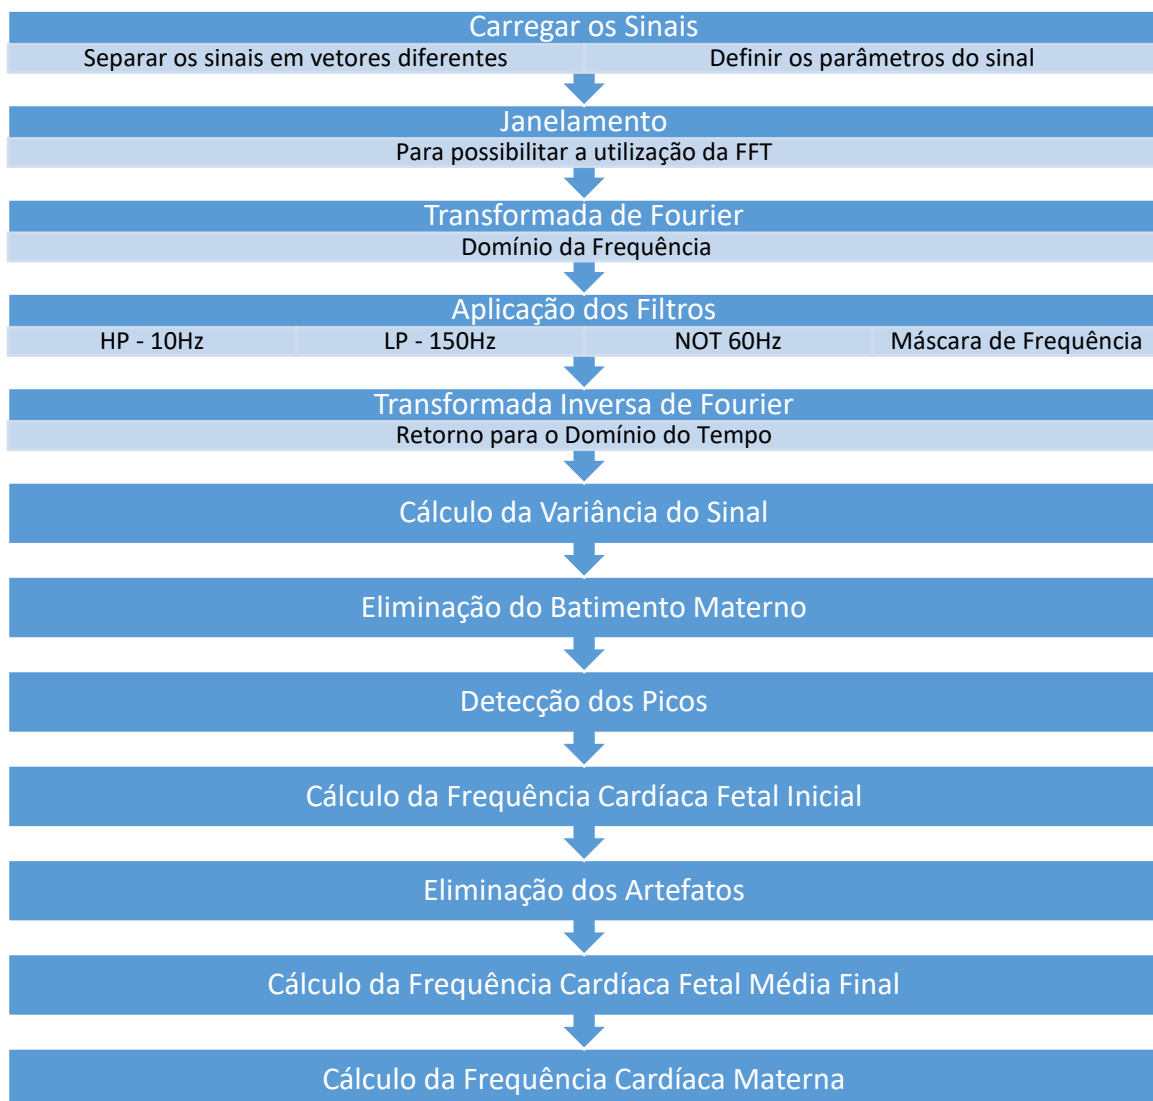 Carregar os Sinais
Separar os sinais em vetores diferentes
Definir os parâmetros do sinal
Janelamento
Para possibilitar a utilização da FFT
Transformada de Fourier
Domínio da Frequência
Aplicação dos Filtros
HP - 10Hz
LP - 150Hz
NOT 60Hz
Máscara de Frequência
Transformada Inversa de Fourier
Retorno para o Domínio do Tempo
Cálculo da Variância do Sinal
Eliminação do Batimento Materno
Detecção dos Picos
Cálculo da Frequência Cardíaca Fetal Inicial
Eliminação dos Artefatos
Cálculo da Frequência Cardíaca Fetal Média Final
Cálculo da Frequência Cardíaca Materna